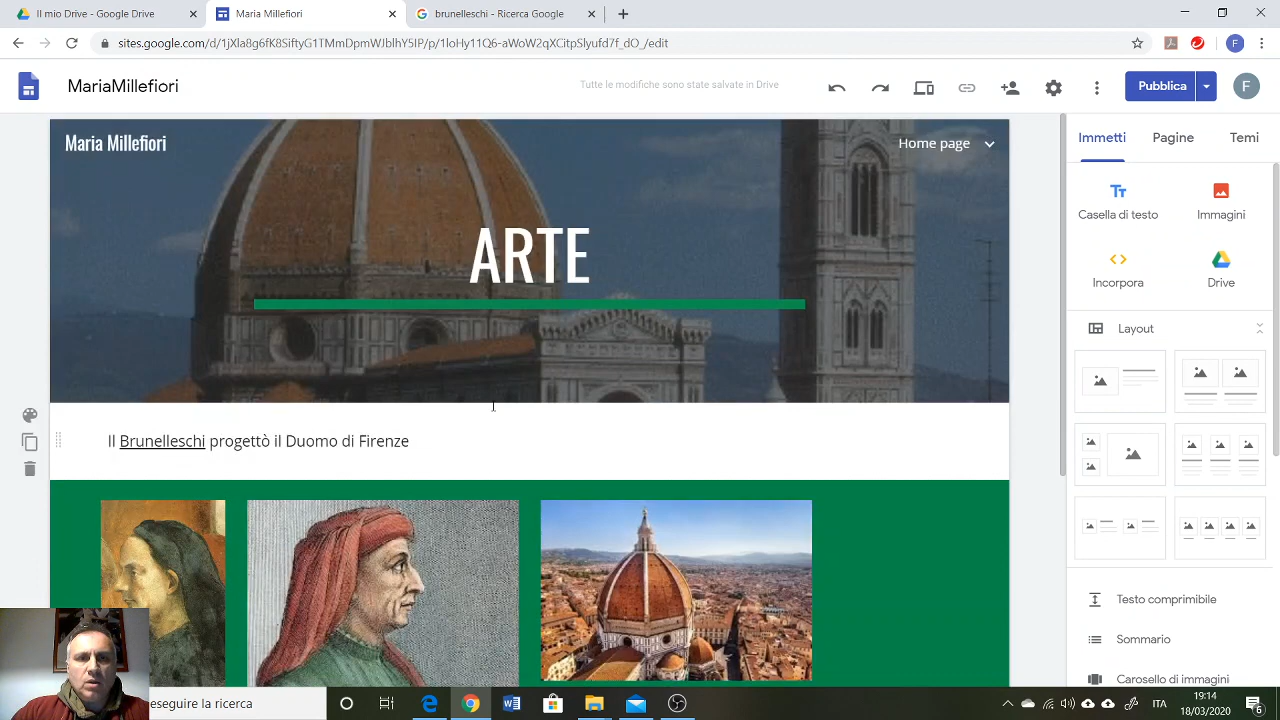 Il mio Drive - Google Drive
Maria Millefiori
brunelleschi - Ricerca Google
sites.google.com/d/1jXla8g6fK8SiftyG1TMmDpmWJblhY5IP/p/1loHy11Q6-aWoW2qXCitpSlyufd7f_dO_/edit
F
MariaMillefiori
Tutte le modifiche sono state salvate in Drive
Pubblica
F
Maria Millefiori
Home page
Immetti
Pagine
Temi
ARTE
Casella di testo
Immagini
Incorpora
Drive
Layout
Il Brunelleschi progettò il Duomo di Firenze
Testo comprimibile
Sommario
Carosello di immagini
eseguire la ricerca
ITA
19:14
18/03/2020
6